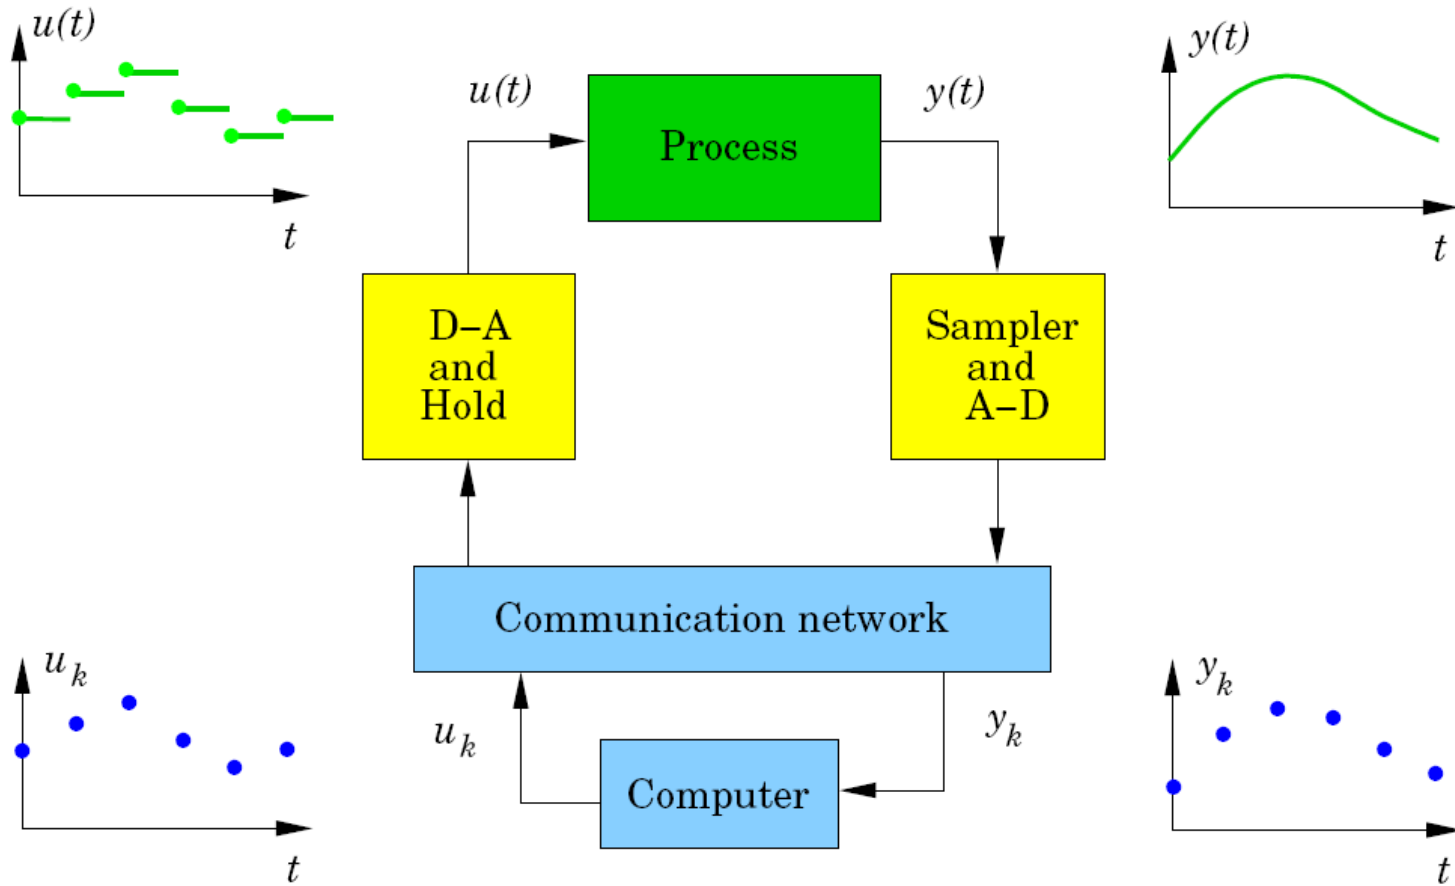 u(t)
t
u(t)
Process
y(t)
y(t)
t
D–A
and
Hold
Sampler
and
A–D
Communication network
u_k
t
u_k
Computer
y_k
y_k
t